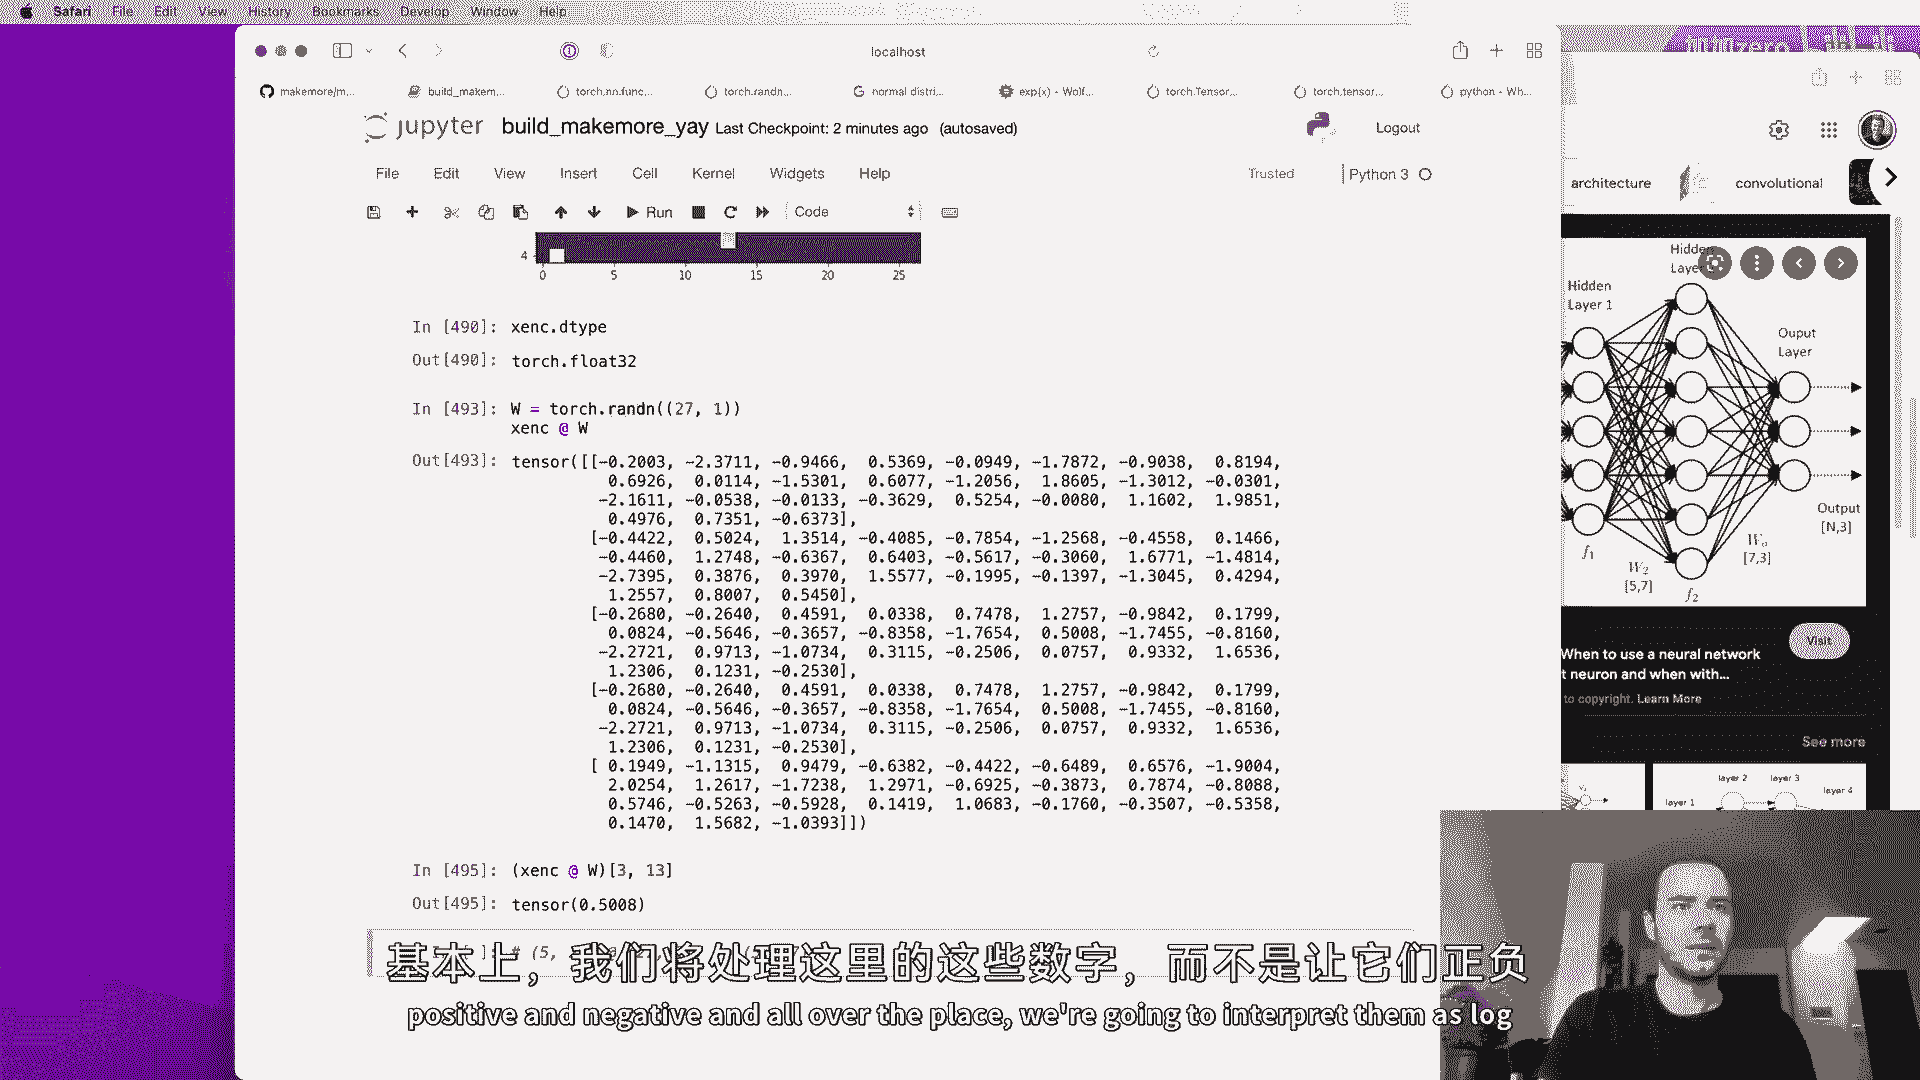 Safari File Edit View History Bookmarks Develop Window Help
localhost
makemore/m... build_makem... torch.nn.func... torch.randn... normal distri... exp(x) - Wolf... torch.Tensor... torch.tensor... python - Wh...
jupyter build_makemore_yay Last Checkpoint: 2 minutes ago (autosaved)
Logout
File Edit View Insert Cell Kernel Widgets Help
Trusted
Python 3
Run
Code
4
0 5 10 15 20 25
In [490]: xenc.dtype
Out[490]: torch.float32
In [493]: W = torch.randn((27, 1))
xenc @ W
Out[493]: tensor([[-0.2003, -2.3711, -0.9466, 0.5369, -0.0949, -1.7872, -0.9038, 0.8194,
0.6926, 0.0114, -1.5301, 0.6077, -1.2056, 1.8605, -1.3012, -0.0301,
-2.1611, -0.0538, -0.0133, -0.3629, 0.5254, -0.0080, 1.1602, 1.9851,
0.4976, 0.7351, -0.6373],
[-0.4422, 0.5024, 1.3514, -0.4085, -0.7854, -1.2568, -0.4558, 0.1466,
-0.4460, 1.2748, -0.6367, 0.6403, -0.5617, -0.3060, 1.6771, -1.4814,
-2.7395, 0.3876, 0.3970, 1.5577, -0.1995, -0.1397, -1.3045, 0.4294,
1.2557, 0.8007, 0.5450],
[-0.2680, -0.2640, 0.4591, 0.0338, 0.7478, 1.2757, -0.9842, 0.1799,
0.0824, -0.5646, -0.3657, -0.8358, -1.7654, 0.5008, -1.7455, -0.8160,
-2.2721, 0.9713, -1.0734, 0.3115, -0.2506, 0.0757, 0.9332, 1.6536,
1.2306, 0.1231, -0.2530],
[-0.2680, -0.2640, 0.4591, 0.0338, 0.7478, 1.2757, -0.9842, 0.1799,
0.0824, -0.5646, -0.3657, -0.8358, -1.7654, 0.5008, -1.7455, -0.8160,
-2.2721, 0.9713, -1.0734, 0.3115, -0.2506, 0.0757, 0.9332, 1.6536,
1.2306, 0.1231, -0.2530],
[ 0.1949, -1.1315, 0.9479, -0.6382, -0.4422, -0.6489, 0.6576, -1.9004,
2.0254, 1.2617, -1.7238, 1.2971, -0.6925, -0.3873, 0.7874, -0.8088,
0.5746, -0.5263, -0.5928, 0.1419, 1.0683, -0.1760, -0.3507, -0.5358,
0.1470, 1.5682, -1.0393]])
In [495]: (xenc @ W)[3, 13]
Out[495]: tensor(0.5008)
# (5,
基本上，我们将处理这里的这些数字，而不是让它们正负
positive and negative and all over the place, we're going to interpret them as log
architecture convolutional
Hidden
Layer
Hidden
Layer 1
Ouput
Layer
Output
[N,3]
f1
W2
[5,7]
f2
[7,3]
Visit
When to use a neural network
t neuron and when with...
to copyright. Learn More
See more
layer 1
layer 2
layer 3
layer 4